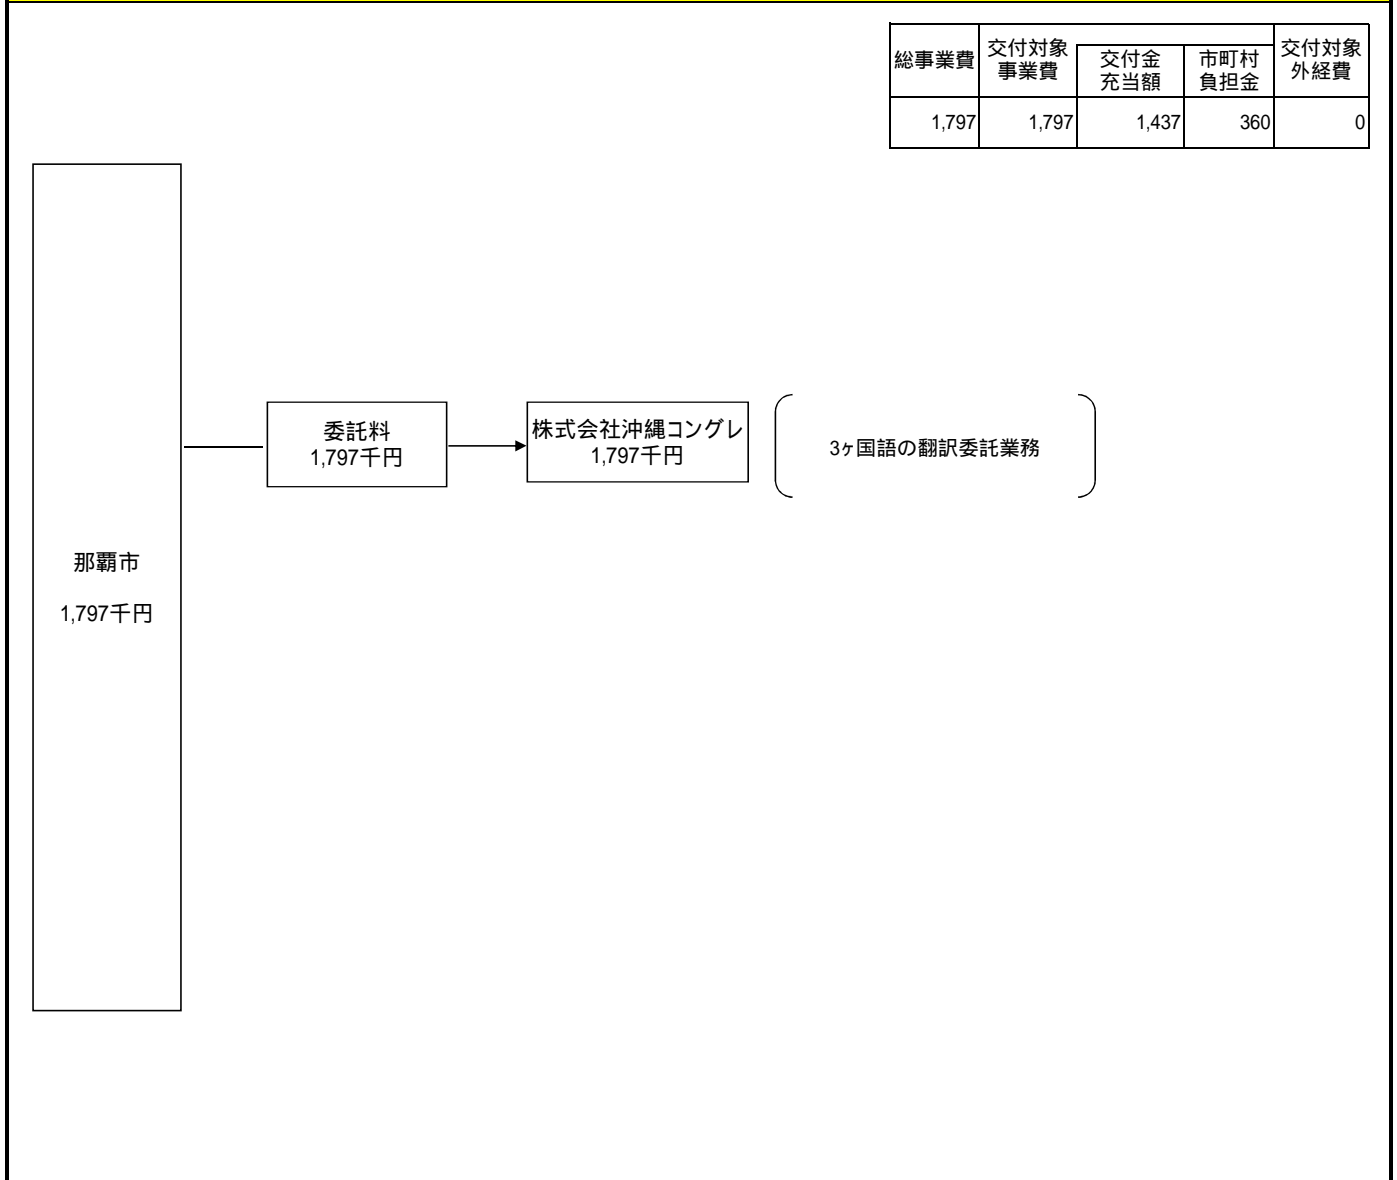 総事業費
交付対象
事業費
交付金
充当額
市町村
負担金
交付対象
外経費
1,797 1,797 1,437 360 0
委託料
1,797千円
株式会社沖縄コングレ
1,797千円
3ヶ国語の翻訳委託業務
那覇市
1,797千円